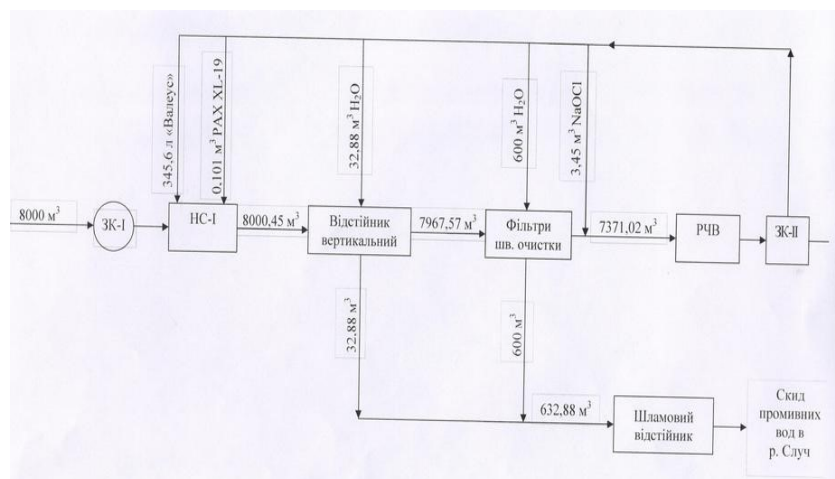 345,6 л «Валеус»
0.101 м³ PAX XL-19
32,88 м³ H₂O
600 м³ H₂O
3,45 м³ NaOCl
8000 м³
ЗК-І
НС-І
8000,45 м³
Відстійник
вертикальний
7967,57 м³
Фільтри
шв. очистки
7371,02 м³
РЧВ
ЗК-ІІ
32,88 м³
600 м³
632,88 м³
Шламовий
відстійник
Скид
промивних
вод в
р. Случ